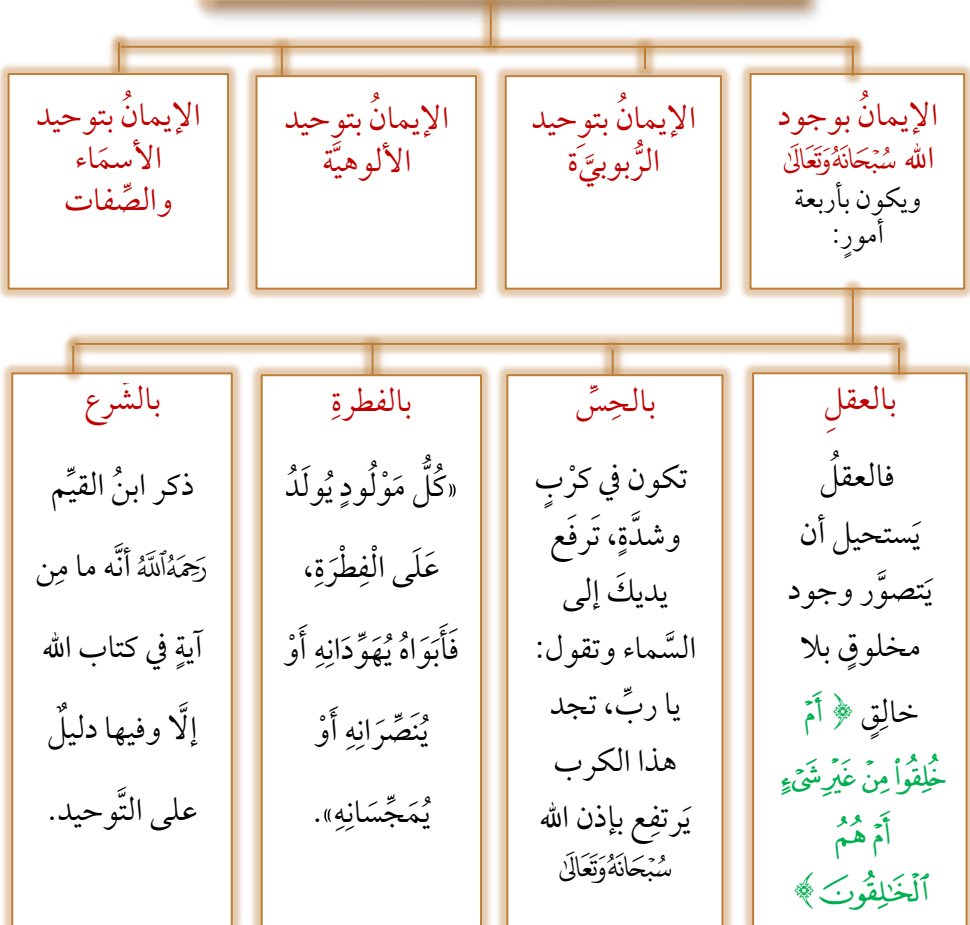 الإيمانُ بوجود
الله سُبْحَانَهُ وَتَعَالَىٰ
ويكون بأربعة
أمورٍ:
الإيمانُ بتوحيد
الرُّبوبيَّة
الإيمانُ بتوحيد
الألوهيَّة
الإيمانُ بتوحيد
الأسمَاء
والصِّفات
بالعقلِ
فالعقلُ
يَستحيل أن
يَتصوَّر وجود
مخلوقٍ بلا
خالِقٍ ﴿ أَمۡ
خُلِقُواْ مِنۡ غَيۡرِ شَيۡءٍ
أَمۡ هُمُ
ٱلۡخَٰلِقُونَ ﴾
بالحِسِّ
تكون في كرْبٍ
وشدَّةٍ، تَرفَع
يديكَ إلى
السَّماء وتقول:
يا ربِّ، تجد
هذا الكرب
يَرتفِع بإذن الله
سُبْحَانَهُ وَتَعَالَىٰ
بالفطرةِ
«كُلُّ مَوْلُودٍ يُولَدُ
عَلَى الْفِطْرَةِ،
فَأَبَوَاهُ يُهَوِّدَانِهِ أَوْ
يُنَصِّرَانِهِ أَوْ
يُمَجِّسَانِهِ».
بالشَّرع
ذكر ابنُ القيِّم
رَحِمَهُ ٱللَّهُ أنَّه ما مِن
آيةٍ في كتاب الله
إلَّا وفيها دليلٌ
على التَّوحيد.